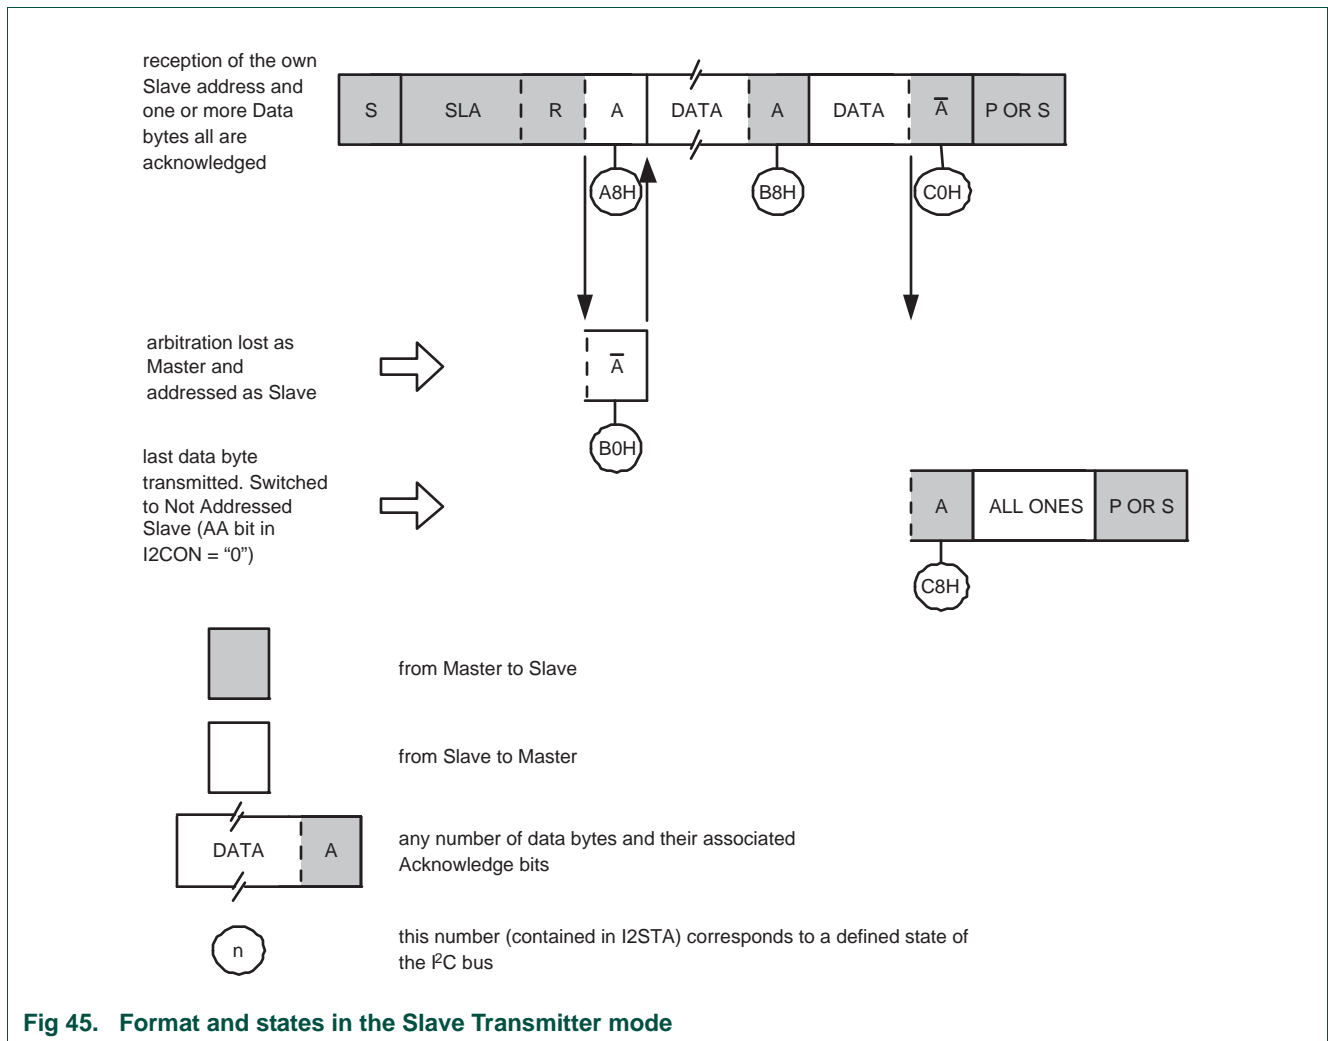 reception of the own
Slave address and
one or more Data
bytes all are
acknowledged
S SLA R A DATA A DATA A̅ P OR S
A8H B8H C0H
arbitration lost as
Master and
addressed as Slave
A̅
B0H
last data byte
transmitted. Switched
to Not Addressed
Slave (AA bit in
I2CON = “0”)
A ALL ONES P OR S
C8H
from Master to Slave
from Slave to Master
DATA A
any number of data bytes and their associated
Acknowledge bits
n
this number (contained in I2STA) corresponds to a defined state of
the I²C bus
Fig 45. Format and states in the Slave Transmitter mode